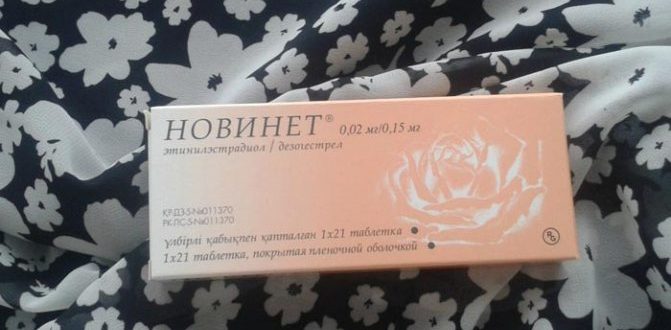 НОВИНЕТ® 0,02 мг/0,15 мг
этинилэстрадиол / дезогестрел
ҚР-ДЗ-5-№011370
РК-ЛС-5-№011370
үлбірлі қабықпен қапталған 1х21 таблетка
1х21 таблетка, покрытая пленочной оболочкой
RG